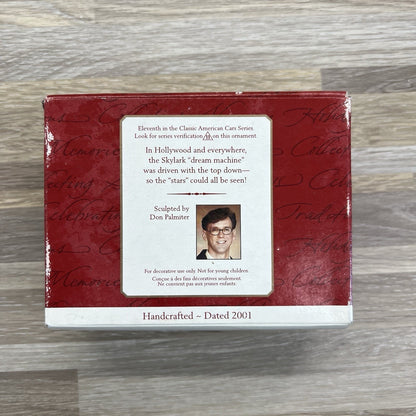 Eleventh in the Classic American Cars Series.
Look for series verification on this ornament.
In Hollywood and everywhere,
the Skylark "dream machine"
was driven with the top down—
so the "stars" could all be seen!
Sculpted by
Don Palmiter
For decorative use only. Not for young children.
Conçue à des fins décoratives seulement.
Ne convient pas aux jeunes enfants.
Handcrafted ~ Dated 2001